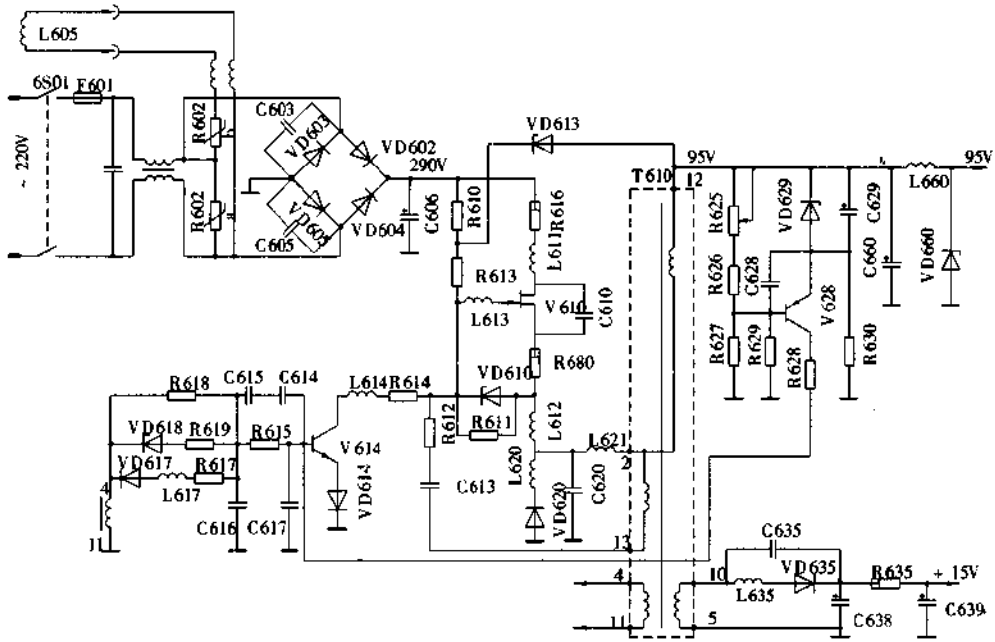 L605
6S01
F601
~ 220V
R602
R602
C603
VD603
VD602
290V
C605
VD605
VD604
C606
R610
R616
L611
R613
L613
V610
C610
R680
VD613
T610
12
95V
R625
VD629
C629
L660
95V
R626
C628
C660
VD660
V628
R627
R629
R628
R630
R618
C615
C614
L614
R614
VD610
VD618
R619
R615
V614
R612
R611
L612
L621
2
VD617
R617
L617
4
11
C616
C617
VD614
C613
L620
VD620
C620
13
4
11
10
5
C635
VD635
L635
R635
+ 15V
C638
C639